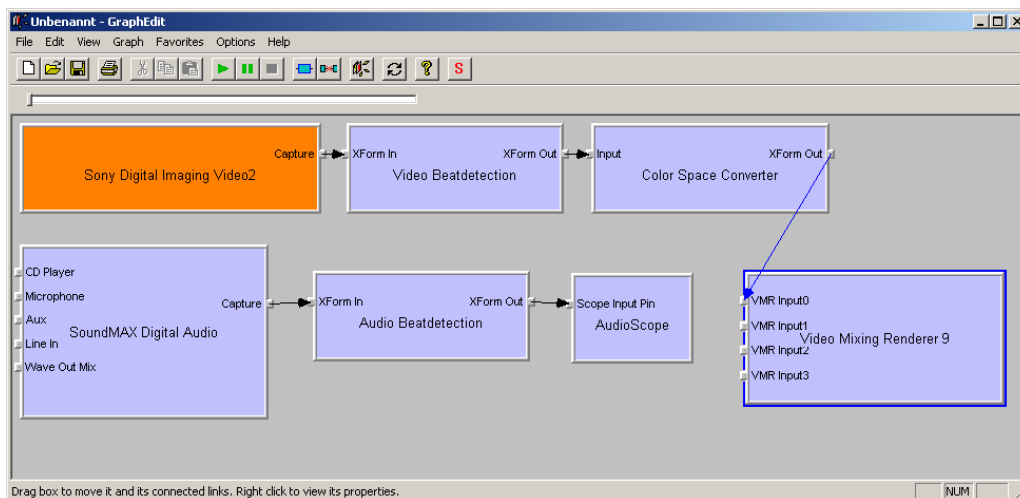 Unbenannt - GraphEdit
File Edit View Graph Favorites Options Help
S
Capture
Sony Digital Imaging Video2
XForm In XForm Out
Video Beatdetection
Input XForm Out
Color Space Converter
CD Player
Microphone
Aux
Line In
Wave Out Mix
Capture
SoundMAX Digital Audio
XForm In XForm Out
Audio Beatdetection
Scope Input Pin
AudioScope
VMR Input0
VMR Input1
VMR Input2
VMR Input3
Video Mixing Renderer 9
Drag box to move it and its connected links. Right click to view its properties.
NUM